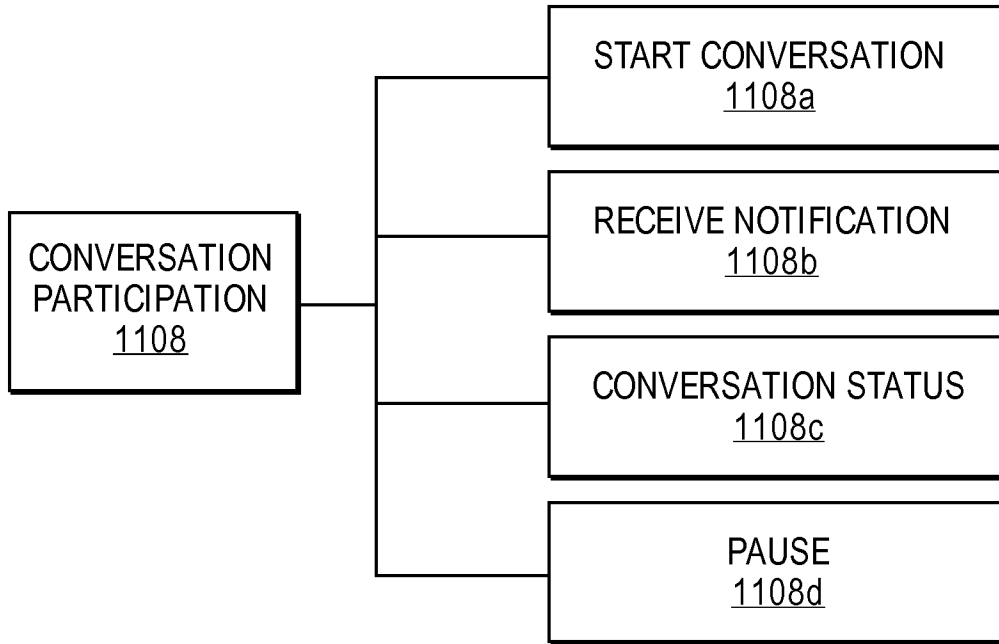 CONVERSATION
PARTICIPATION
1108
START CONVERSATION
1108a
RECEIVE NOTIFICATION
1108b
CONVERSATION STATUS
1108c
PAUSE
1108d